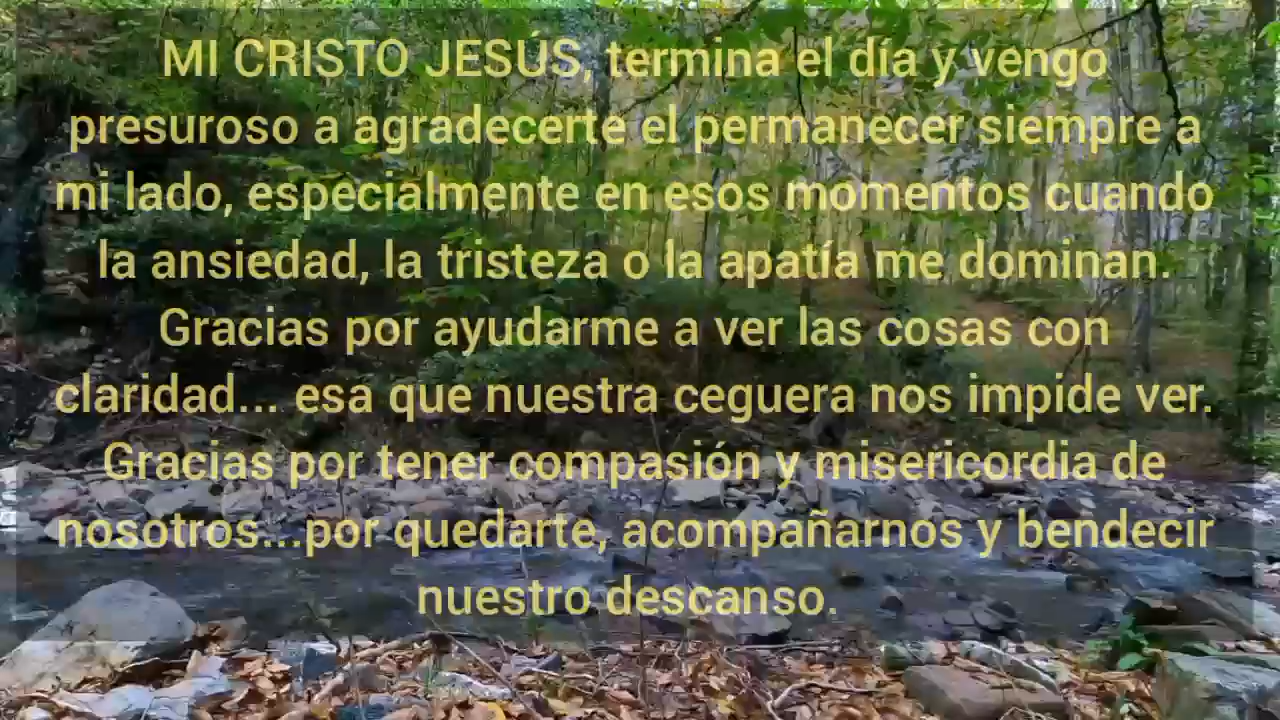 MI CRISTO JESÚS, termina el día y vengo
presuroso a agradecerte el permanecer siempre a
mi lado, especialmente en esos momentos cuando
la ansiedad, la tristeza o la apatía me dominan.
Gracias por ayudarme a ver las cosas con
claridad... esa que nuestra ceguera nos impide ver.
Gracias por tener compasión y misericordia de
nosotros...por quedarte, acompañarnos y bendecir
nuestro descanso.